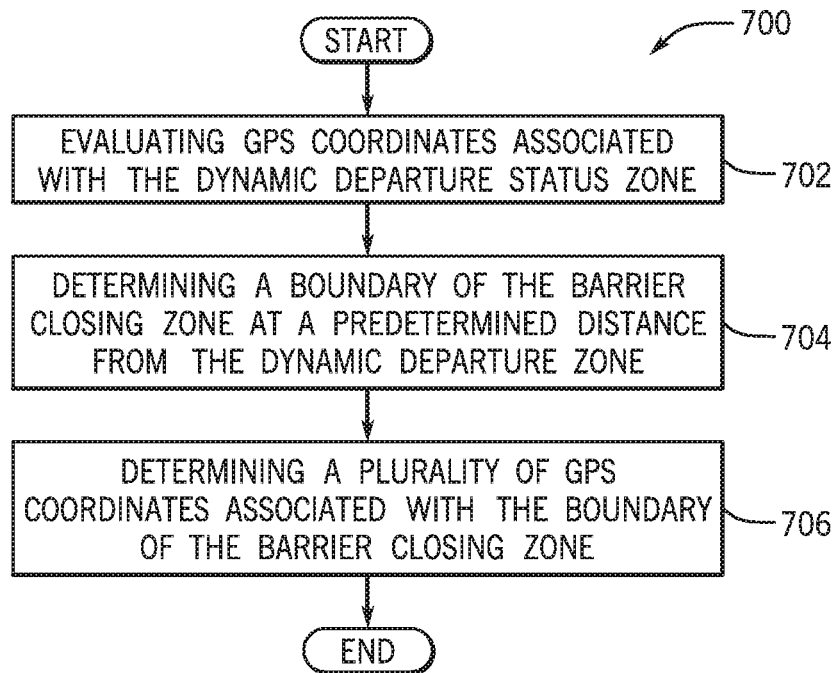 START
700
EVALUATING GPS COORDINATES ASSOCIATED
WITH THE DYNAMIC DEPARTURE STATUS ZONE
702
DETERMINING A BOUNDARY OF THE BARRIER
CLOSING ZONE AT A PREDETERMINED DISTANCE
FROM THE DYNAMIC DEPARTURE ZONE
704
DETERMINING A PLURALITY OF GPS
COORDINATES ASSOCIATED WITH THE BOUNDARY
OF THE BARRIER CLOSING ZONE
706
END